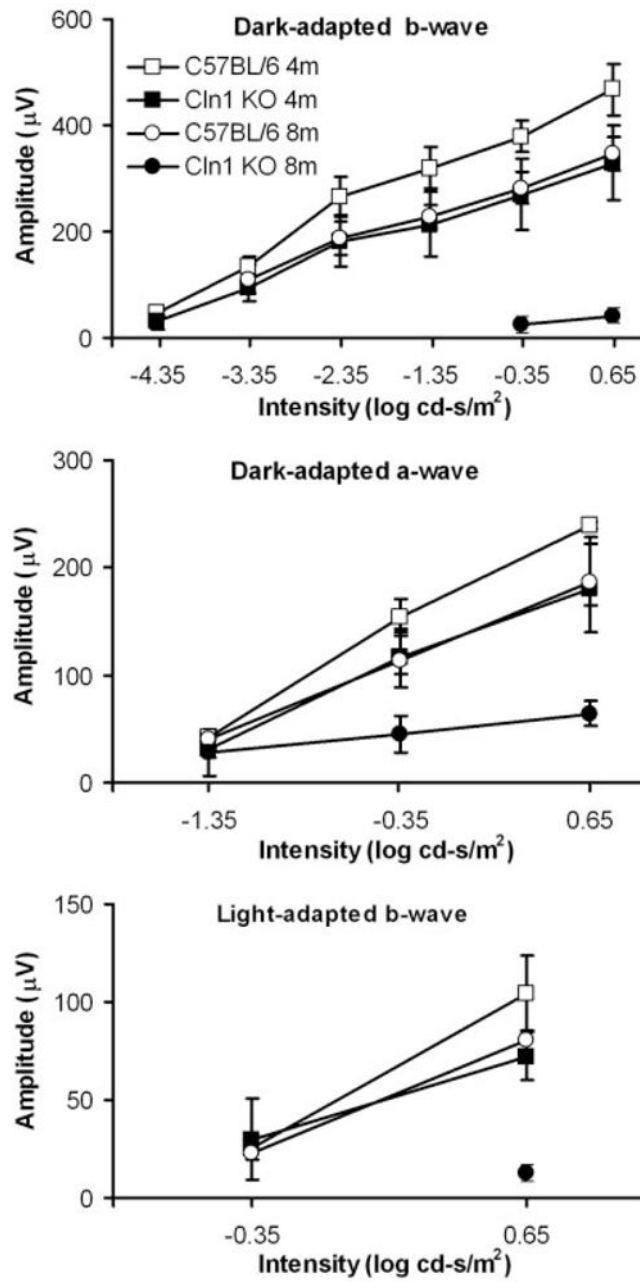 Dark-adapted b-wave
600
400
200
0
Amplitude (μV)
C57BL/6 4m
Cln1 KO 4m
C57BL/6 8m
Cln1 KO 8m
-4.35 -3.35 -2.35 -1.35 -0.35 0.65
Intensity (log cd-s/m²)
Dark-adapted a-wave
300
200
100
0
Amplitude (μV)
-1.35 -0.35 0.65
Intensity (log cd-s/m²)
Light-adapted b-wave
150
100
50
0
Amplitude (μV)
-0.35 0.65
Intensity (log cd-s/m²)